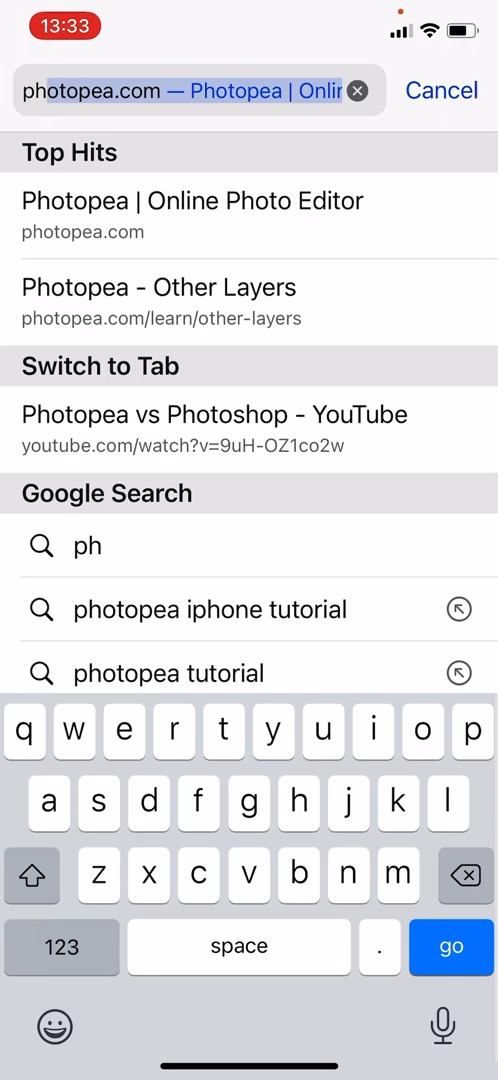 13:33
photopea.com — Photopea | Onlin
Cancel
Top Hits
Photopea | Online Photo Editor
photopea.com
Photopea - Other Layers
photopea.com/learn/other-layers
Switch to Tab
Photopea vs Photoshop - YouTube
youtube.com/watch?v=9uH-OZ1co2w
Google Search
ph
photopea iphone tutorial
photopea tutorial
q w e r t y u i o p
a s d f g h j k l
z x c v b n m
123 space . go